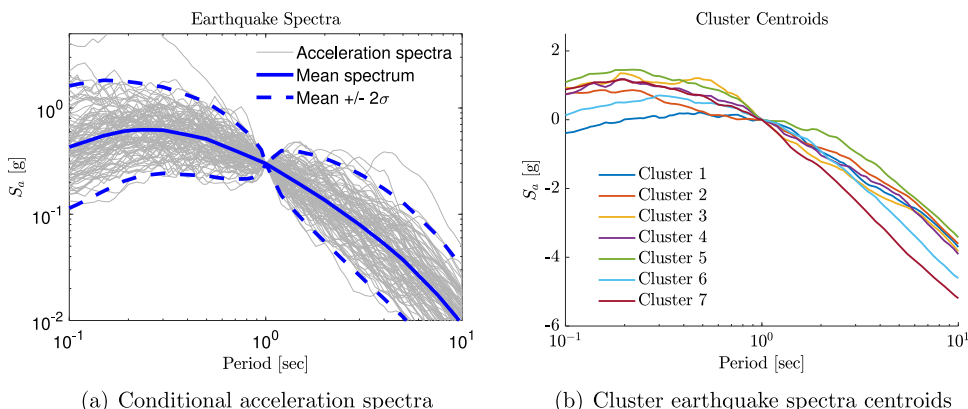 Earthquake Spectra
Acceleration spectra
Mean spectrum
Mean +/- 2σ
10^0
10^-1
10^-2
S_a [g]
10^-1
10^0
10^1
Period [sec]
(a) Conditional acceleration spectra
Cluster Centroids
2
0
-2
-4
-6
S_a [g]
Cluster 1
Cluster 2
Cluster 3
Cluster 4
Cluster 5
Cluster 6
Cluster 7
10^-1
10^0
10^1
Period [sec]
(b) Cluster earthquake spectra centroids